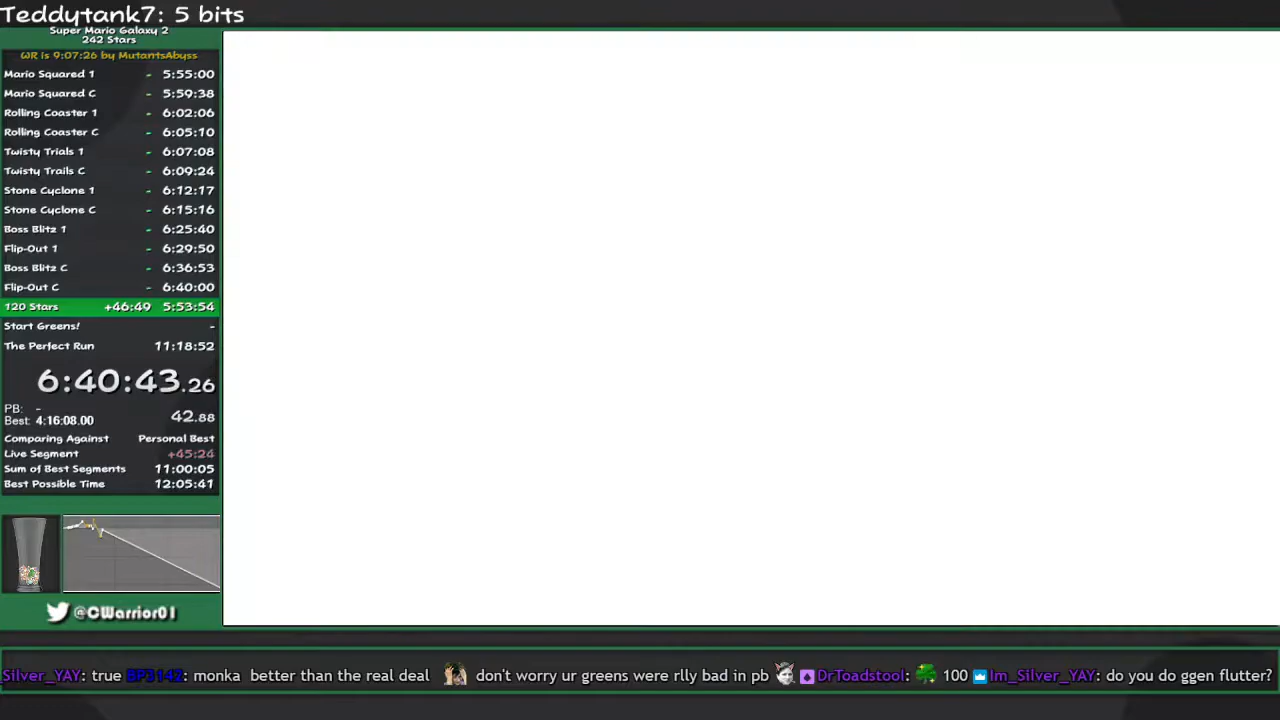 Teddytank7: 5 bits
Super Mario Galaxy 2
242 Stars
WR is 9:07:26 by MutantsAbyss
Mario Squared 1 - 5:55:00
Mario Squared C - 5:59:38
Rolling Coaster 1 - 6:02:06
Rolling Coaster C - 6:05:10
Twisty Trials 1 - 6:07:08
Twisty Trails C - 6:09:24
Stone Cyclone 1 - 6:12:17
Stone Cyclone C - 6:15:16
Boss Blitz 1 - 6:25:40
Flip-Out 1 - 6:29:50
Boss Blitz C - 6:36:53
Flip-Out C - 6:40:00
120 Stars +46:49 5:53:54
Start Greens! -
The Perfect Run 11:18:52
6:40:43.26
PB: -
Best: 4:16:08.00 42.88
Comparing Against Personal Best
Live Segment +45:24
Sum of Best Segments 11:00:05
Best Possible Time 12:05:41
@CWarrior01
Silver_YAY: true BP3142: monka better than the real deal don't worry ur greens were rlly bad in pb DrToadstool: 100 Im_Silver_YAY: do you do ggen flutter?